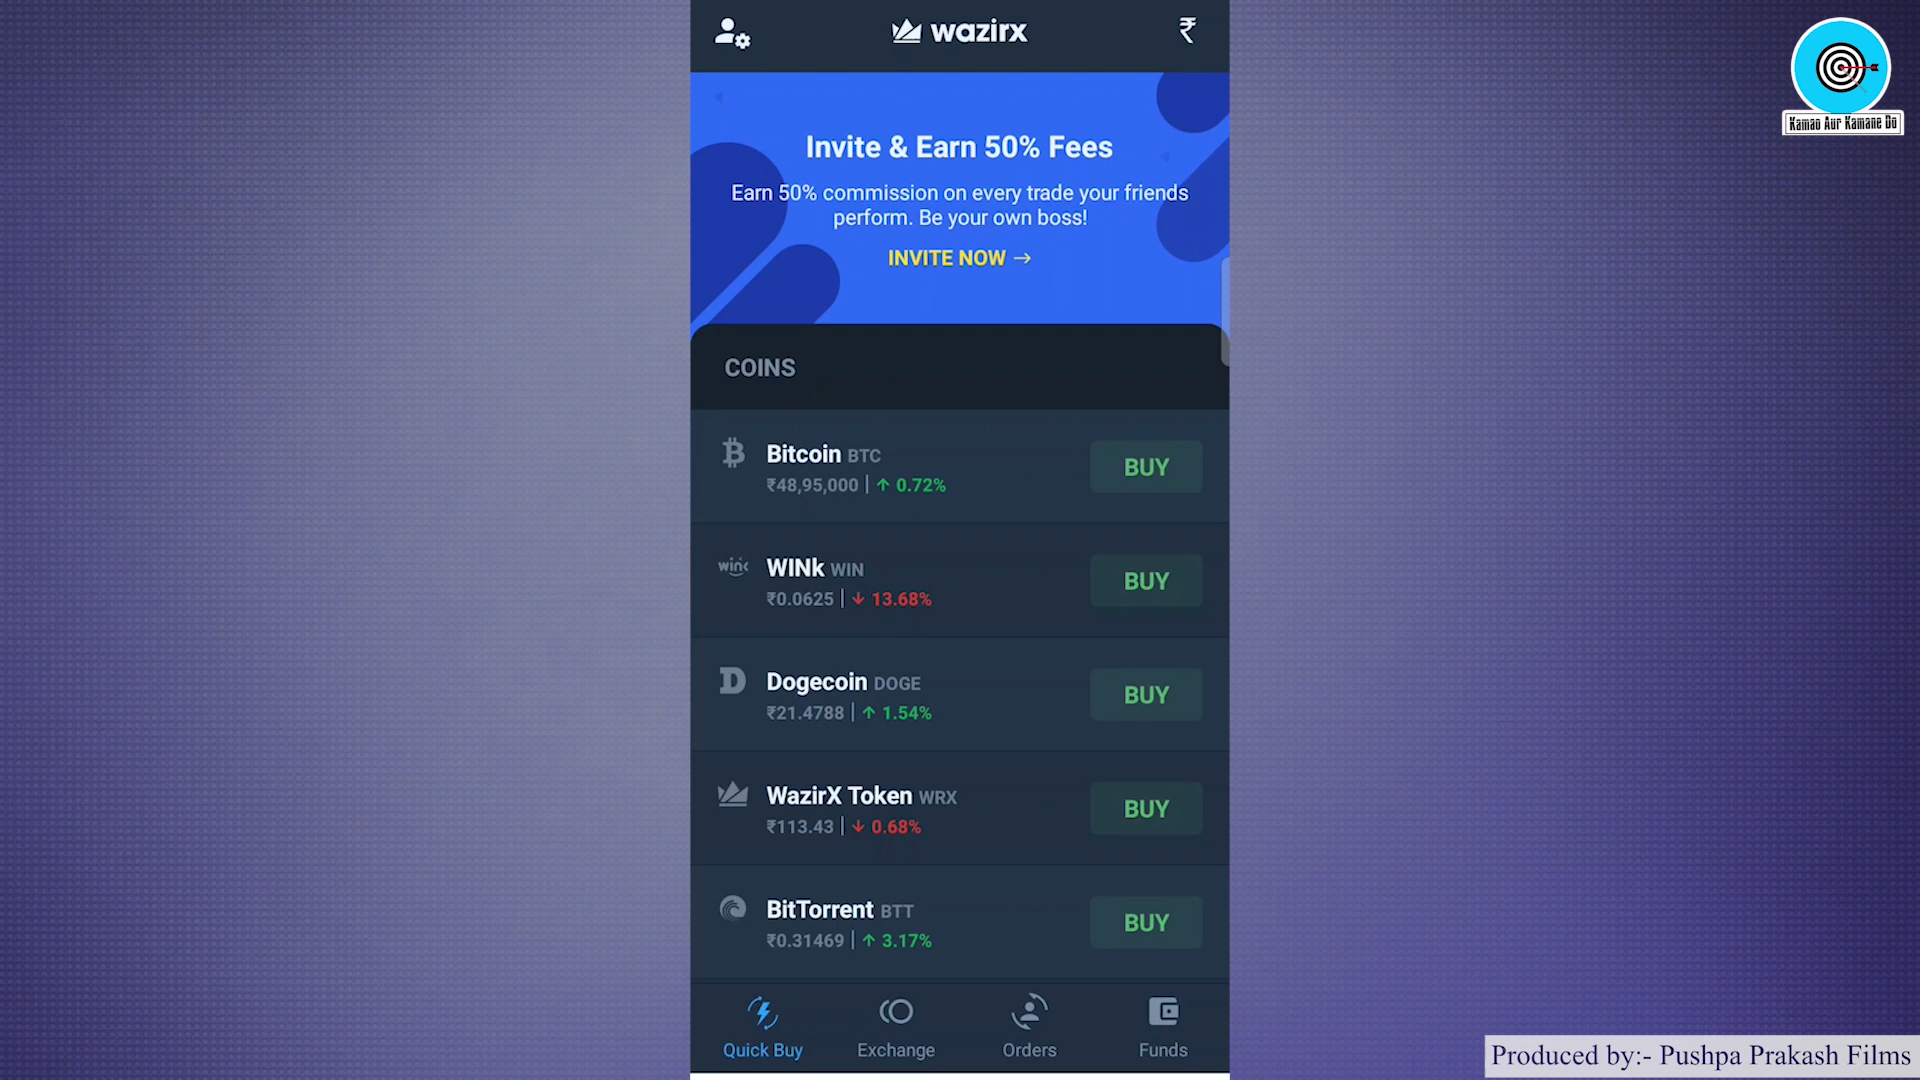 wazirx
₹
Kamao Aur Kamane Do
Invite & Earn 50% Fees
Earn 50% commission on every trade your friends
perform. Be your own boss!
INVITE NOW →
COINS
Bitcoin BTC
₹48,95,000 | ↑ 0.72%
BUY
wink
WINk WIN
₹0.0625 | ↓ 13.68%
BUY
Dogecoin DOGE
₹21.4788 | ↑ 1.54%
BUY
WazirX Token WRX
₹113.43 | ↓ 0.68%
BUY
BitTorrent BTT
₹0.31469 | ↑ 3.17%
BUY
Quick Buy
Exchange
Orders
Funds
Produced by:- Pushpa Prakash Films